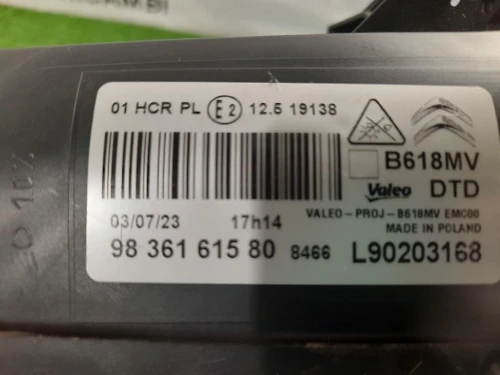 01 HCR PL E2 12.5 19138
B618MV
Valeo DTD
03/07/23 17h14 VALEO-PROJ-B618MV EMC00
MADE IN POLAND
98 361 615 80 8466 L90203168